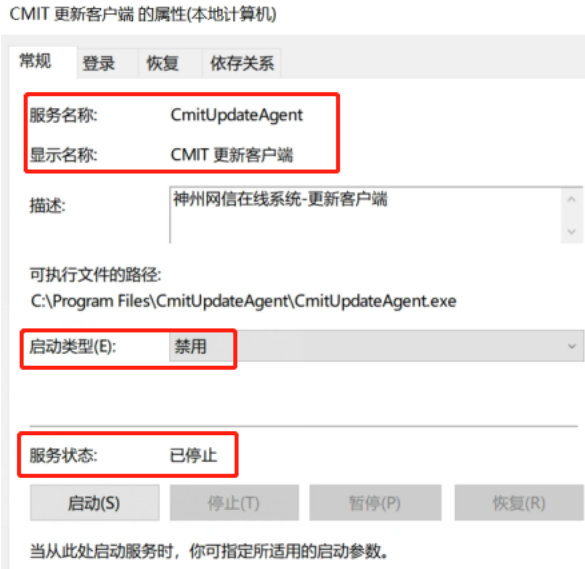 CMIT 更新客户端 的属性(本地计算机)
常规 登录 恢复 依存关系
服务名称: CmitUpdateAgent
显示名称: CMIT 更新客户端
描述: 神州网信在线系统-更新客户端
可执行文件的路径:
C:\Program Files\CmitUpdateAgent\CmitUpdateAgent.exe
启动类型(E): 禁用
服务状态: 已停止
启动(S) 停止(T) 暂停(P) 恢复(R)
当从此处启动服务时，你可指定所适用的启动参数。